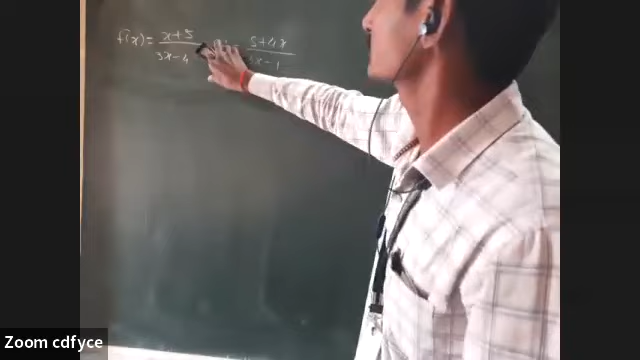 f(x) = x+5 / 3x-4
5+4x / 3x-1
Zoom cdfyce